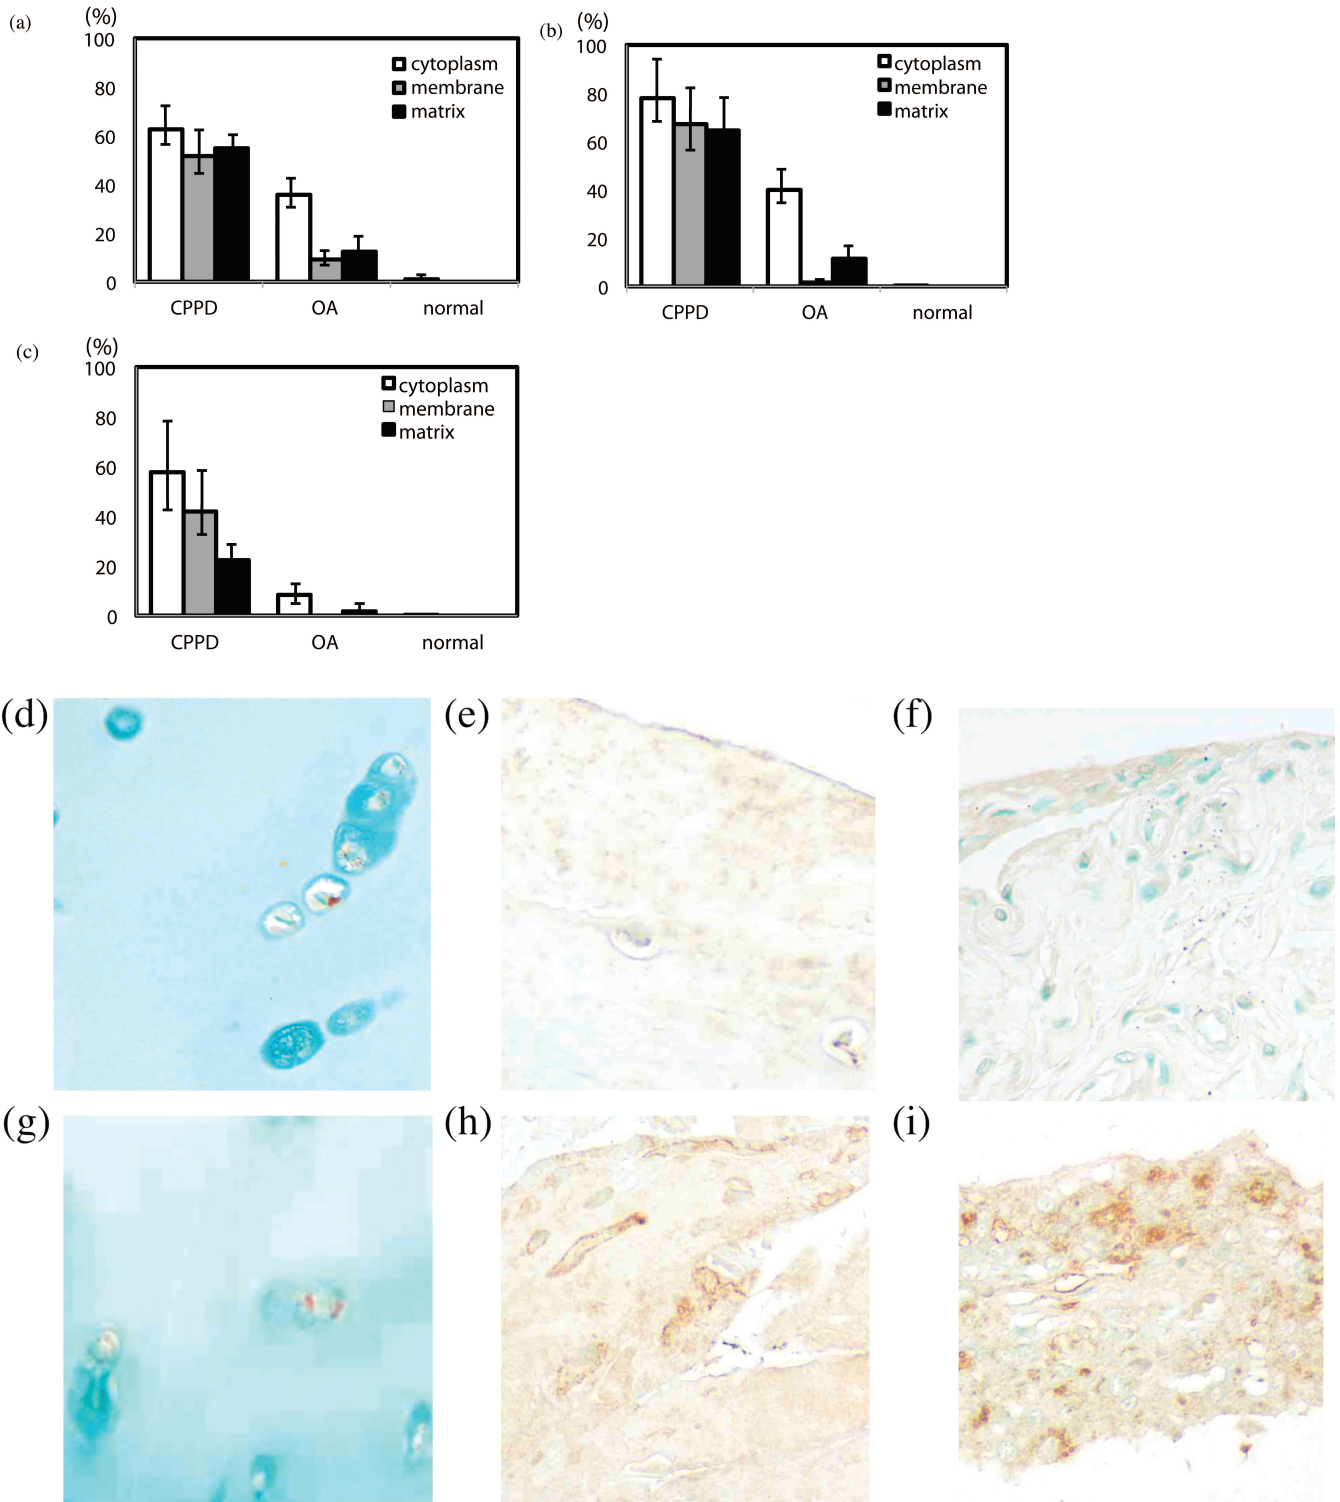 (a)
(%)
100
80
60
40
20
0
cytoplasm
membrane
matrix
CPPD OA normal
(b)
(%)
100
80
60
40
20
0
cytoplasm
membrane
matrix
CPPD OA normal
(c)
(%)
100
80
60
40
20
0
cytoplasm
membrane
matrix
CPPD OA normal
(d) (e) (f)
(g) (h) (i)